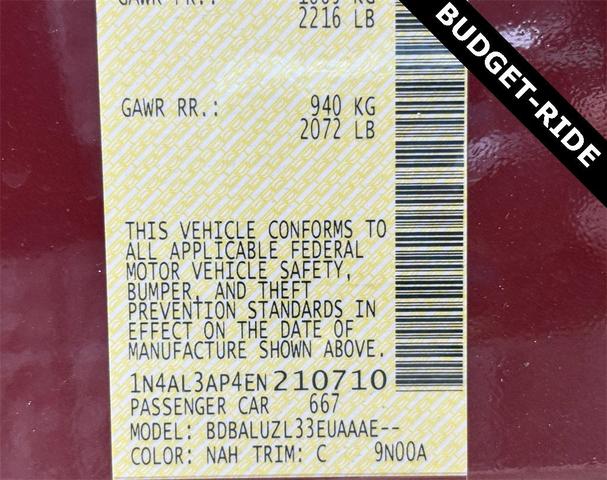 2216 LB
BUDGET-RIDE
GAWR RR.: 940 KG
2072 LB
THIS VEHICLE CONFORMS TO
ALL APPLICABLE FEDERAL
MOTOR VEHICLE SAFETY,
BUMPER, AND THEFT
PREVENTION STANDARDS IN
EFFECT ON THE DATE OF
MANUFACTURE SHOWN ABOVE.
1N4AL3AP4EN210710
PASSENGER CAR 667
MODEL: BDBALUZL33EUAAAE--
COLOR: NAH TRIM: C 9N00A